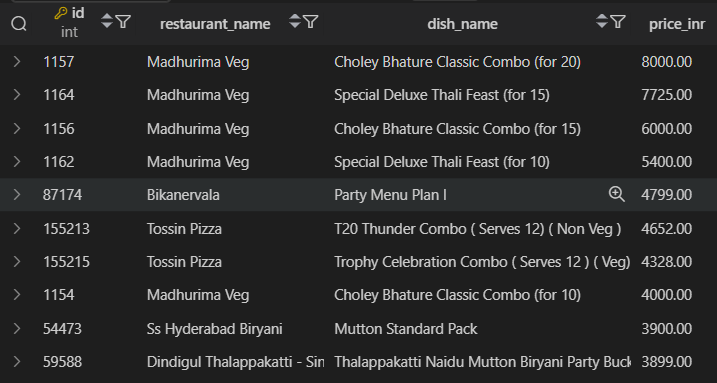 id int restaurant_name dish_name price_inr
1157 Madhurima Veg Choley Bhature Classic Combo (for 20) 8000.00
1164 Madhurima Veg Special Deluxe Thali Feast (for 15) 7725.00
1156 Madhurima Veg Choley Bhature Classic Combo (for 15) 6000.00
1162 Madhurima Veg Special Deluxe Thali Feast (for 10) 5400.00
87174 Bikanervala Party Menu Plan I 4799.00
155213 Tossin Pizza T20 Thunder Combo ( Serves 12) ( Non Veg ) 4652.00
155215 Tossin Pizza Trophy Celebration Combo ( Serves 12 ) ( Veg) 4328.00
1154 Madhurima Veg Choley Bhature Classic Combo (for 10) 4000.00
54473 Ss Hyderabad Biryani Mutton Standard Pack 3900.00
59588 Dindigul Thalappakatti - Sin Thalappakatti Naidu Mutton Biryani Party Buck 3899.00